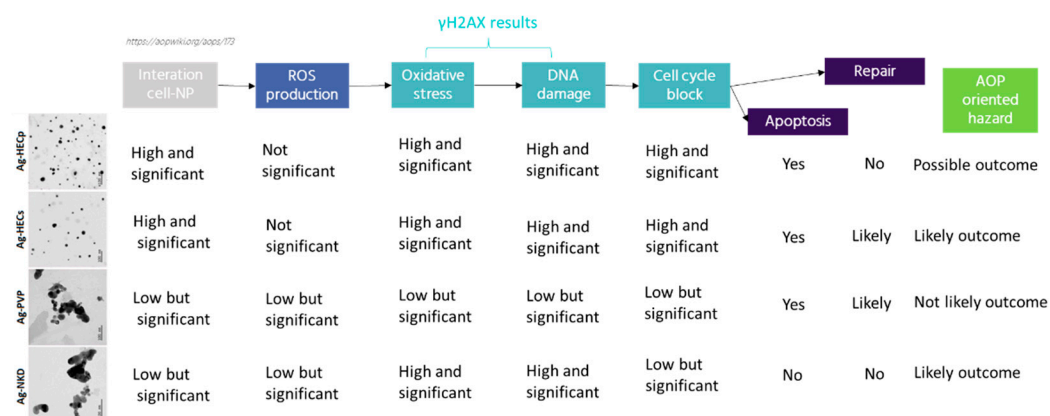 γH2AX results
https://aopwiki.org/aops/173
Interation
cell-NP
ROS
production
Oxidative
stress
DNA
damage
Cell cycle
block
Repair
Apoptosis
AOP
oriented
hazard
Ag-HECp
High and
significant
Not
significant
High and
significant
High and
significant
High and
significant
Yes
No
Possible outcome
Ag-HECs
High and
significant
Not
significant
High and
significant
High and
significant
High and
significant
Yes
Likely
Likely outcome
Ag-PVP
Low but
significant
Low but
significant
Low but
significant
Low but
significant
Low but
significant
Yes
Likely
Not likely outcome
Ag-NKD
Low but
significant
Low but
significant
High and
significant
High and
significant
Low but
significant
No
No
Likely outcome